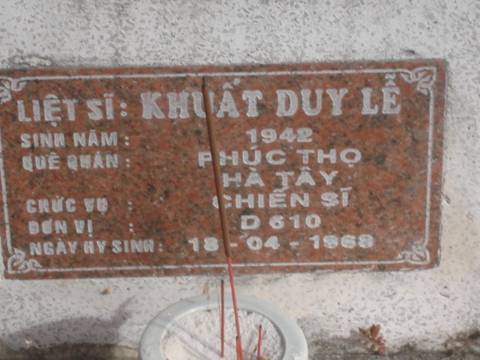 LIỆT SĨ: KHUẤT DUY LỄ
SINH NĂM: 1942
QUÊ QUÁN: PHÚC THỌ
HÀ TÂY
CHỨC VỤ : CHIẾN SĨ
ĐƠN VỊ : D 610
NGÀY HY SINH: 18-04-1968